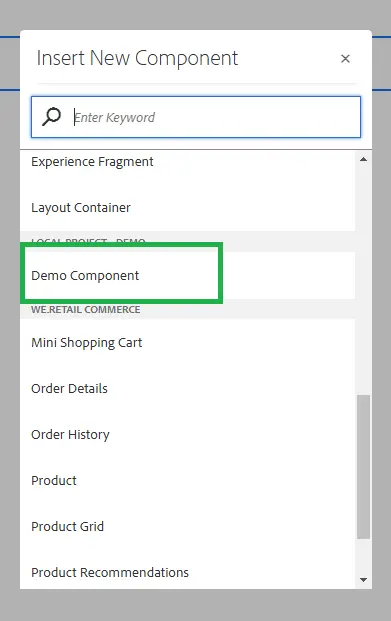 Insert New Component
×
Enter Keyword
Experience Fragment
Layout Container
LOCAL PROJECT - DEMO
Demo Component
WE.RETAIL COMMERCE
Mini Shopping Cart
Order Details
Order History
Product
Product Grid
Product Recommendations